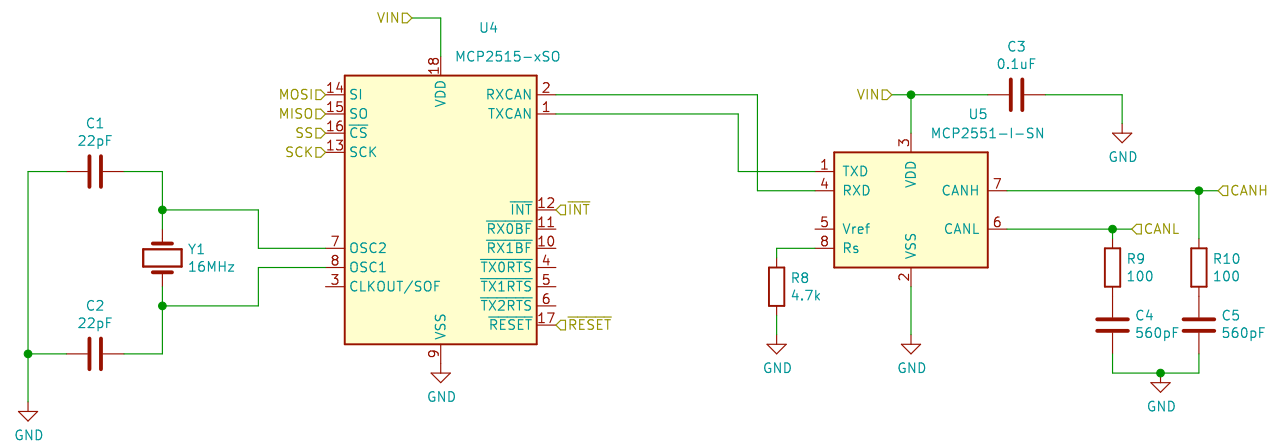 VIN
U4
MCP2515-xSO
18
VDD
MOSI
14
SI
MISO
15
SO
SS
16
CS
SCK
13
SCK
RXCAN
2
TXCAN
1
INT
12
INT
RX0BF
11
RX1BF
10
TX0RTS
4
TX1RTS
5
TX2RTS
6
RESET
17
RESET
7
OSC2
8
OSC1
3
CLKOUT/SOF
VSS
9
GND
C1
22pF
Y1
16MHz
C2
22pF
GND
C3
0.1uF
VIN
GND
U5
MCP2551-I-SN
3
VDD
1
TXD
4
RXD
5
Vref
8
Rs
CANH
7
CANH
CANL
6
CANL
VSS
2
GND
R8
4.7k
GND
R9
100
R10
100
C4
560pF
C5
560pF
GND